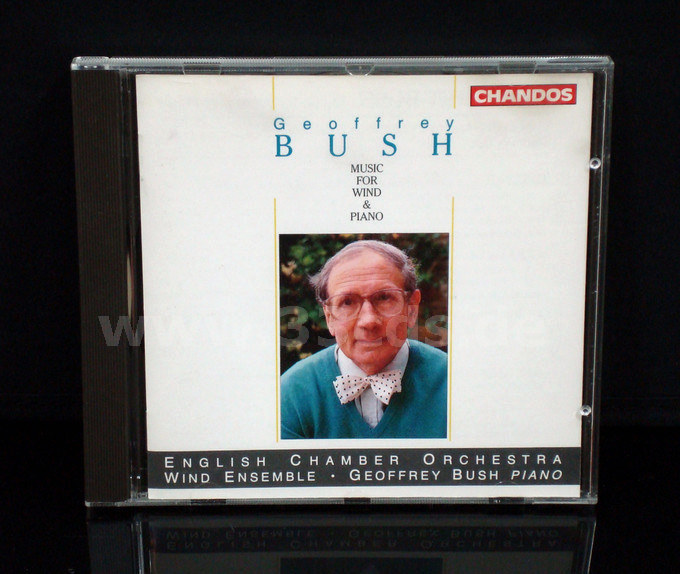 CHANDOS
Geoffrey
BUSH
MUSIC
FOR
WIND
&
PIANO
ENGLISH CHAMBER ORCHESTRA
WIND ENSEMBLE · GEOFFREY BUSH PIANO